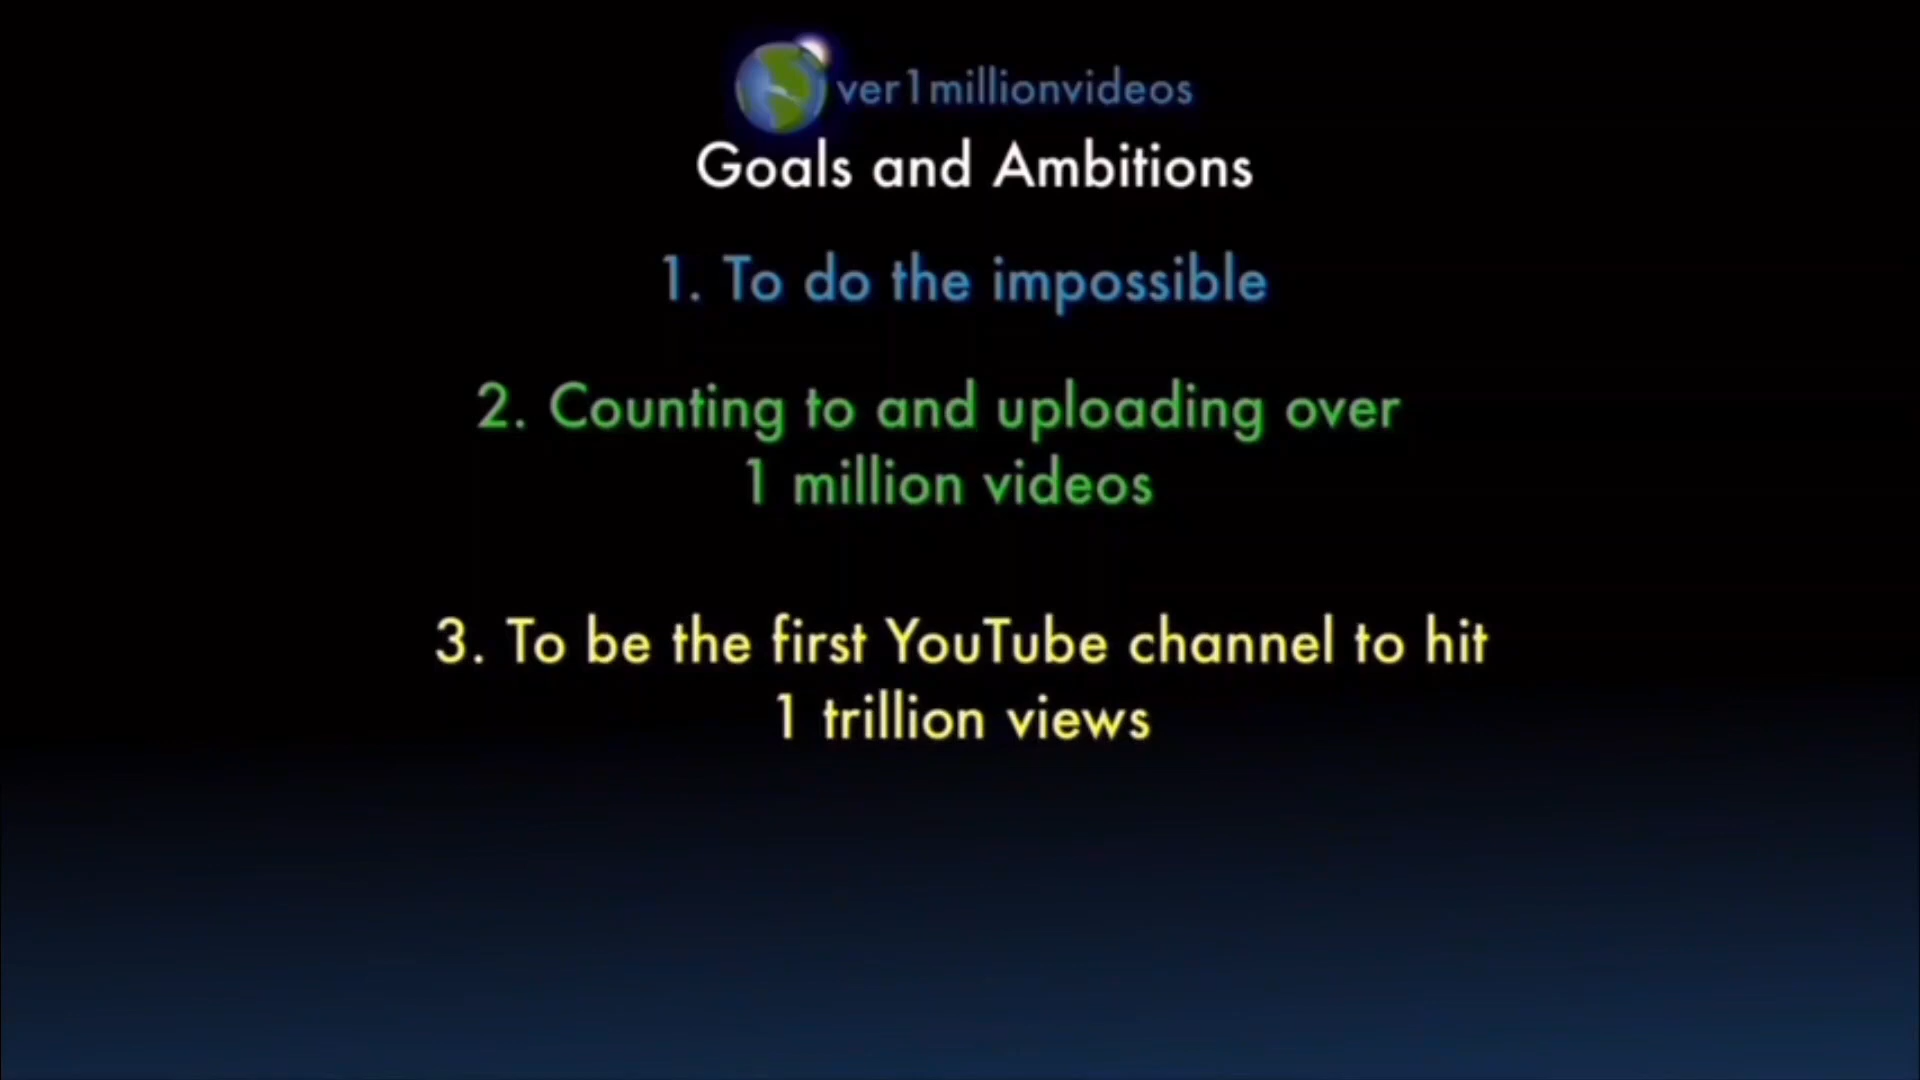 ver1millionvideos
Goals and Ambitions
1. To do the impossible
2. Counting to and uploading over
1 million videos
3. To be the first YouTube channel to hit
1 trillion views